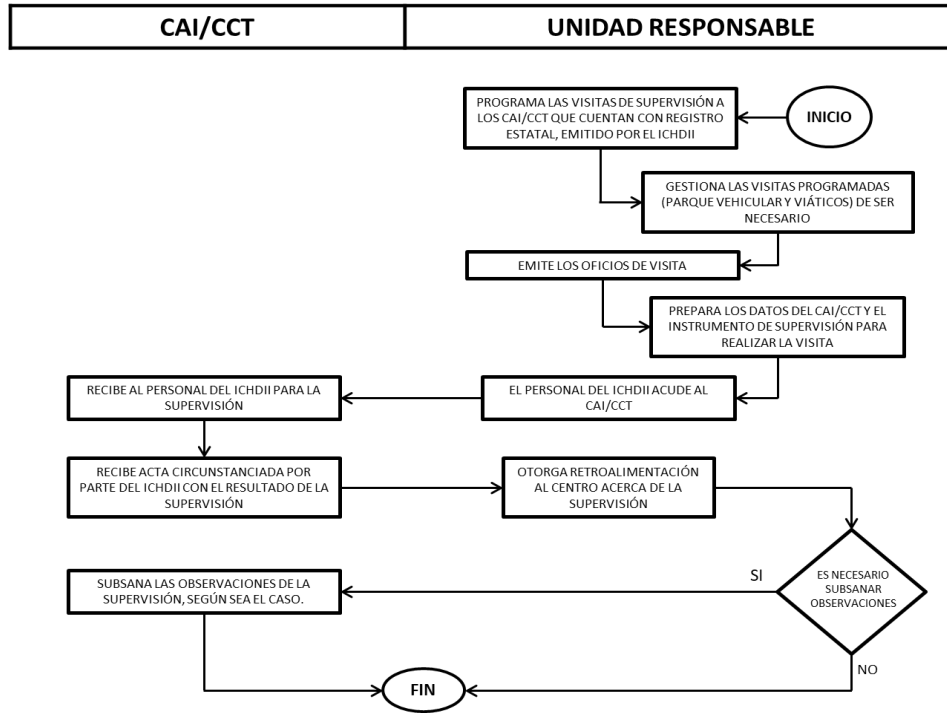 CAI/CCT
UNIDAD RESPONSABLE
PROGRAMA LAS VISITAS DE SUPERVISIÓN A
LOS CAI/CCT QUE CUENTAN CON REGISTRO
ESTATAL, EMITIDO POR EL ICHDII
INICIO
GESTIONA LAS VISITAS PROGRAMADAS
(PARQUE VEHICULAR Y VIÁTICOS) DE SER
NECESARIO
EMITE LOS OFICIOS DE VISITA
PREPARA LOS DATOS DEL CAI/CCT Y EL
INSTRUMENTO DE SUPERVISIÓN PARA
REALIZAR LA VISITA
RECIBE AL PERSONAL DEL ICHDII PARA LA
SUPERVISIÓN
EL PERSONAL DEL ICHDII ACUDE AL
CAI/CCT
RECIBE ACTA CIRCUNSTANCIADA POR
PARTE DEL ICHDII CON EL RESULTADO DE LA
SUPERVISIÓN
OTORGA RETROALIMENTACIÓN
AL CENTRO ACERCA DE LA
SUPERVISIÓN
ES NECESARIO
SUBSANAR
OBSERVACIONES
SI
SUBSANA LAS OBSERVACIONES DE LA
SUPERVISIÓN, SEGÚN SEA EL CASO.
NO
FIN